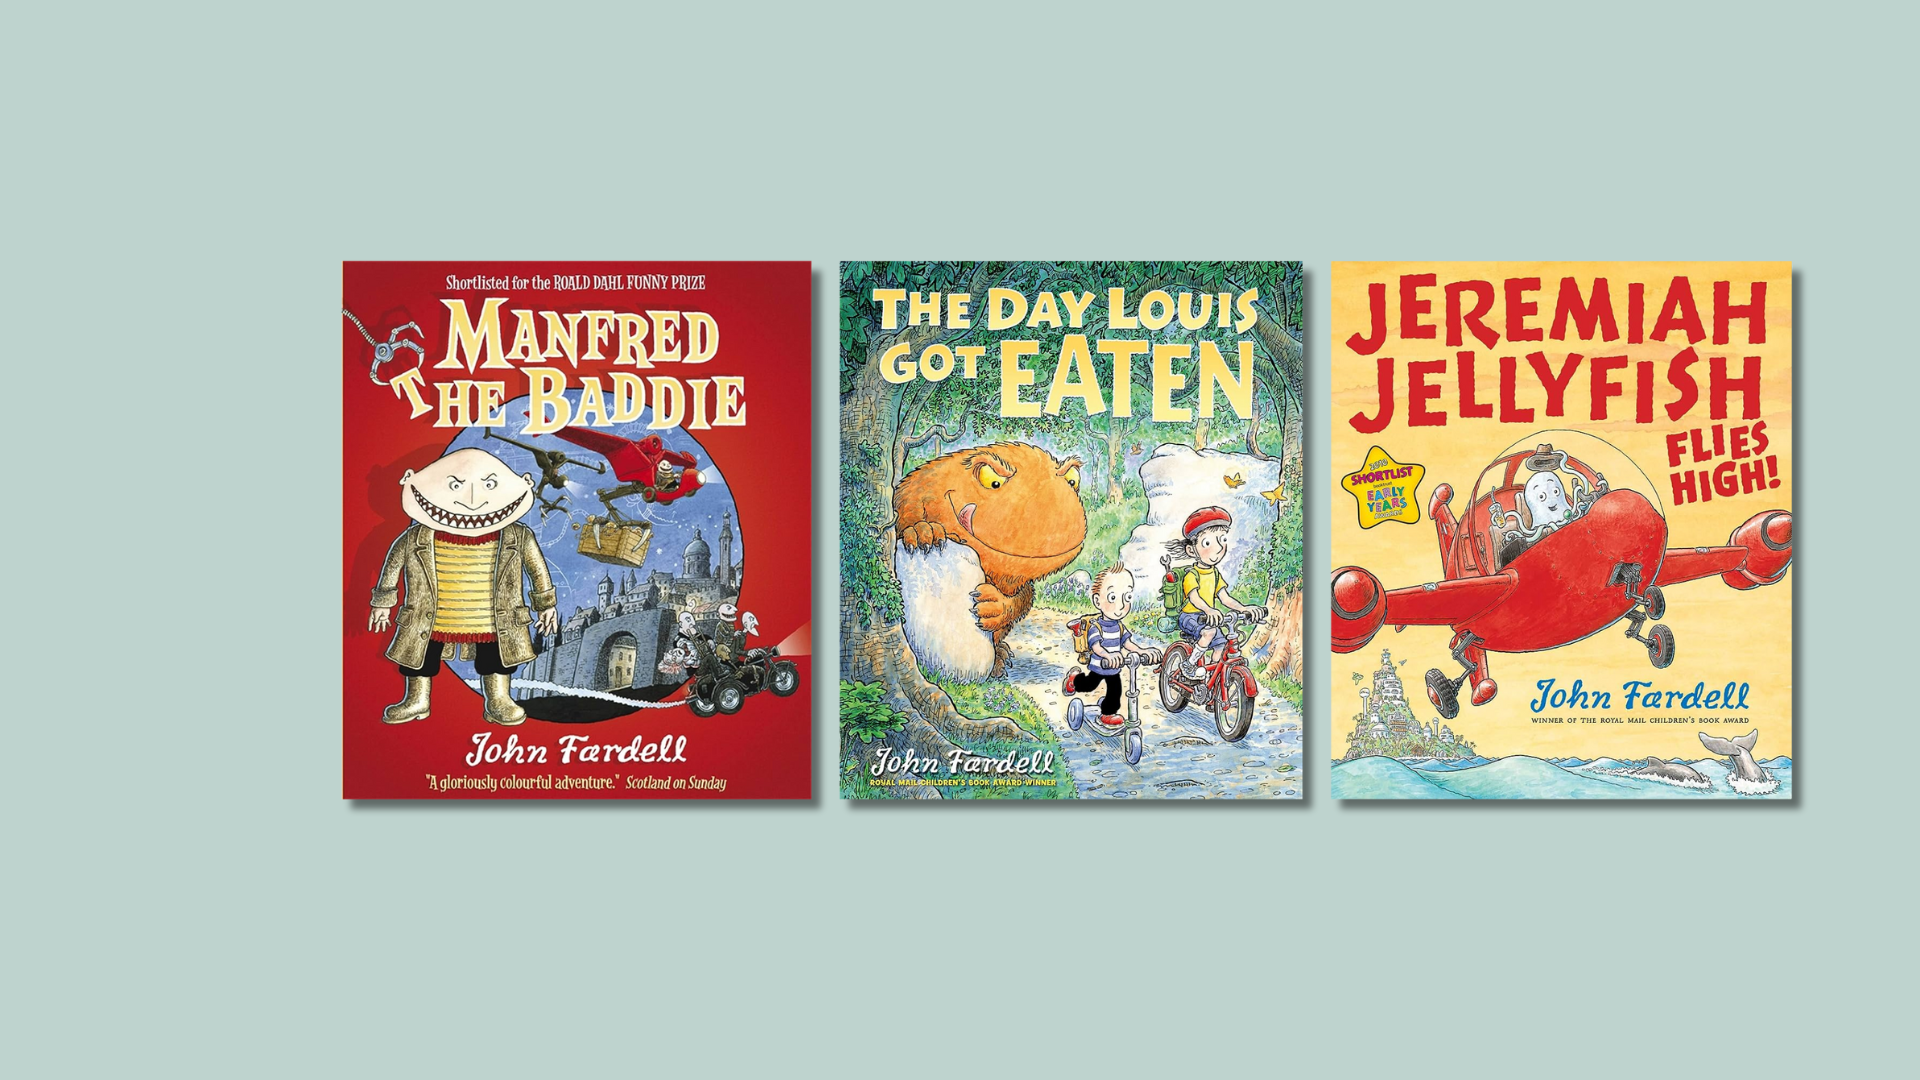 Shortlisted for the ROALD DAHL FUNNY PRIZE
MANFRED
THE BADDIE
John Fardell
"A gloriously colourful adventure." Scotland on Sunday
THE DAY LOUIS
GOT EATEN
John Fardell
ROYAL MAIL CHILDREN'S BOOK AWARD WINNER
JEREMIAH
JELLYFISH
FLIES
HIGH!
SHORTLIST
EARLY
YEARS
John Fardell
WINNER OF THE ROYAL MAIL CHILDREN'S BOOK AWARD